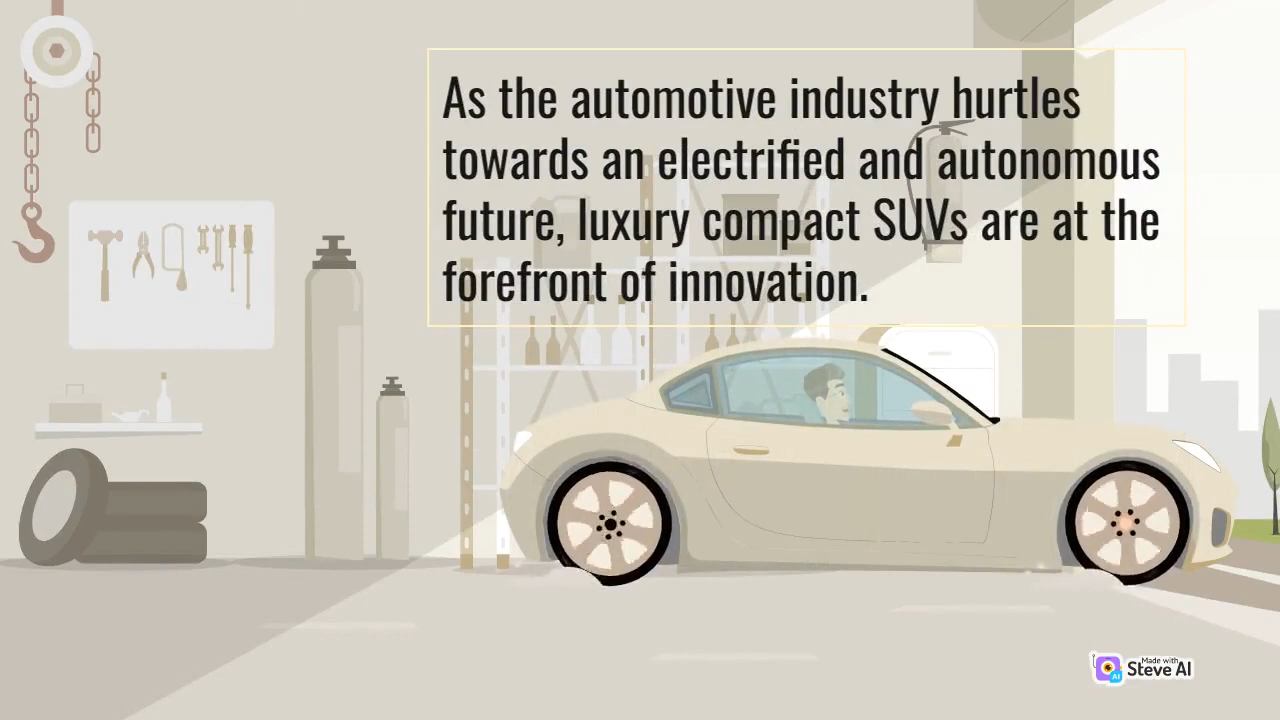 As the automotive industry hurtles
towards an electrified and autonomous
future, luxury compact SUVs are at the
forefront of innovation.
Made with
Steve AI
AI